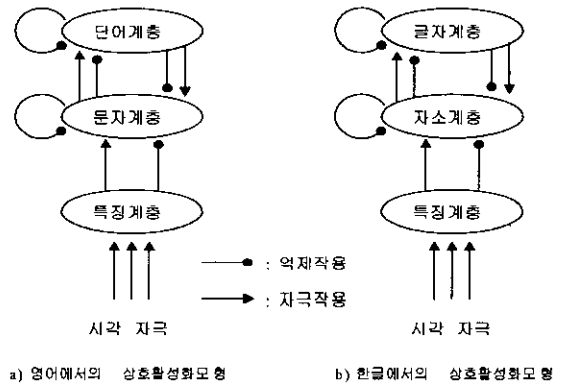 단어계층
문자계층
특징계층
시각 자극
글자계층
자소계층
특징계층
시각 자극
: 억제작용
: 자극작용
a) 영어에서의 상호활성화모형
b) 한글에서의 상호활성화모형